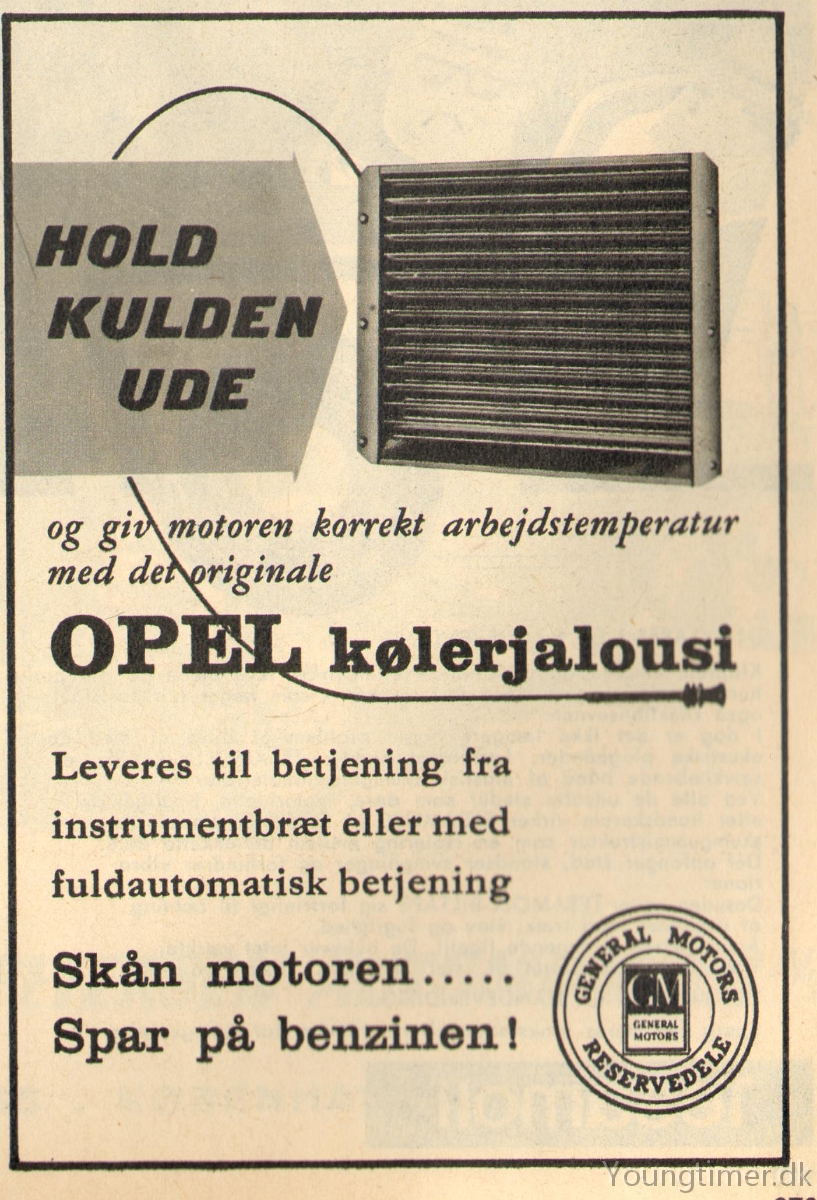 HOLD
KULDEN
UDE
og giv motoren korrekt arbejdstemperatur
med det originale
OPEL kølerjalousi
Leveres til betjening fra
instrumentbræt eller med
fuldautomatisk betjening
Skån motoren.....
Spar på benzinen!
GENERAL MOTORS
GM
GENERAL
MOTORS
RESERVEDELE
Youngtimer.dk